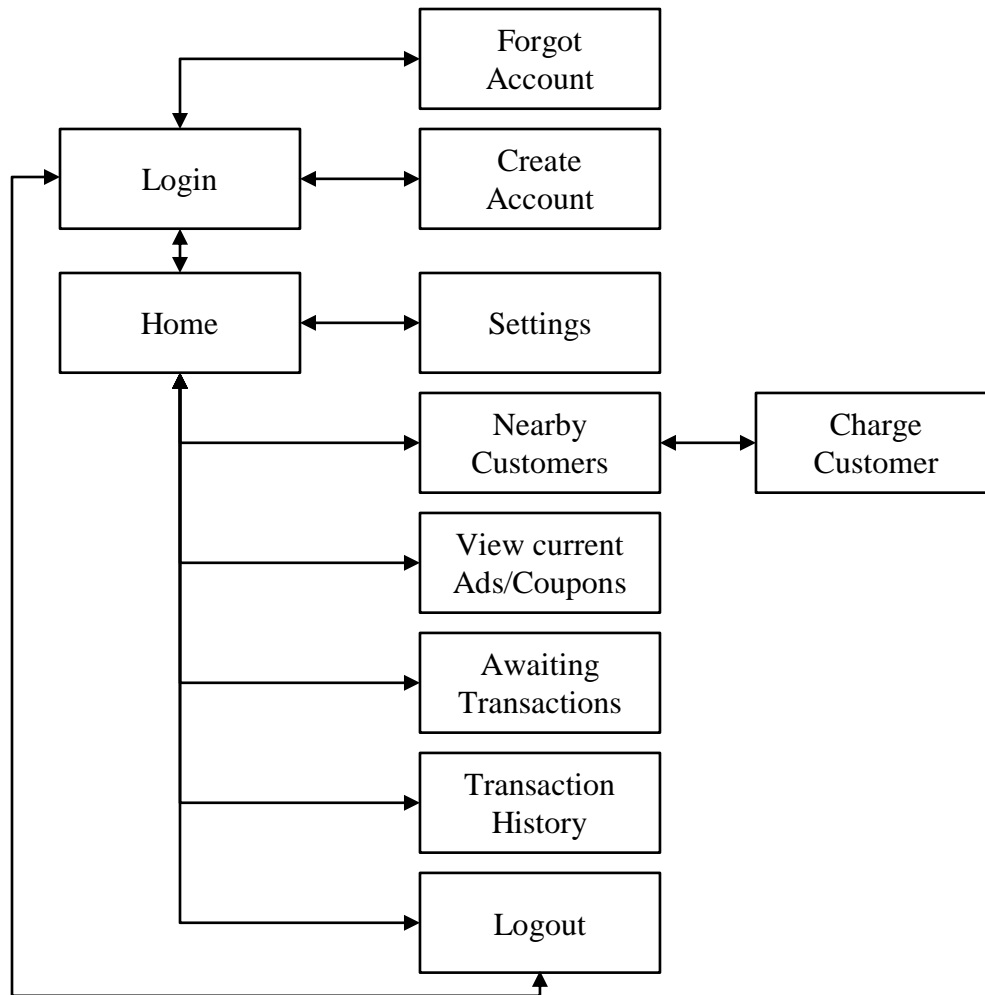 Forgot
Account
Login
Create
Account
Home
Settings
Nearby
Customers
Charge
Customer
View current
Ads/Coupons
Awaiting
Transactions
Transaction
History
Logout